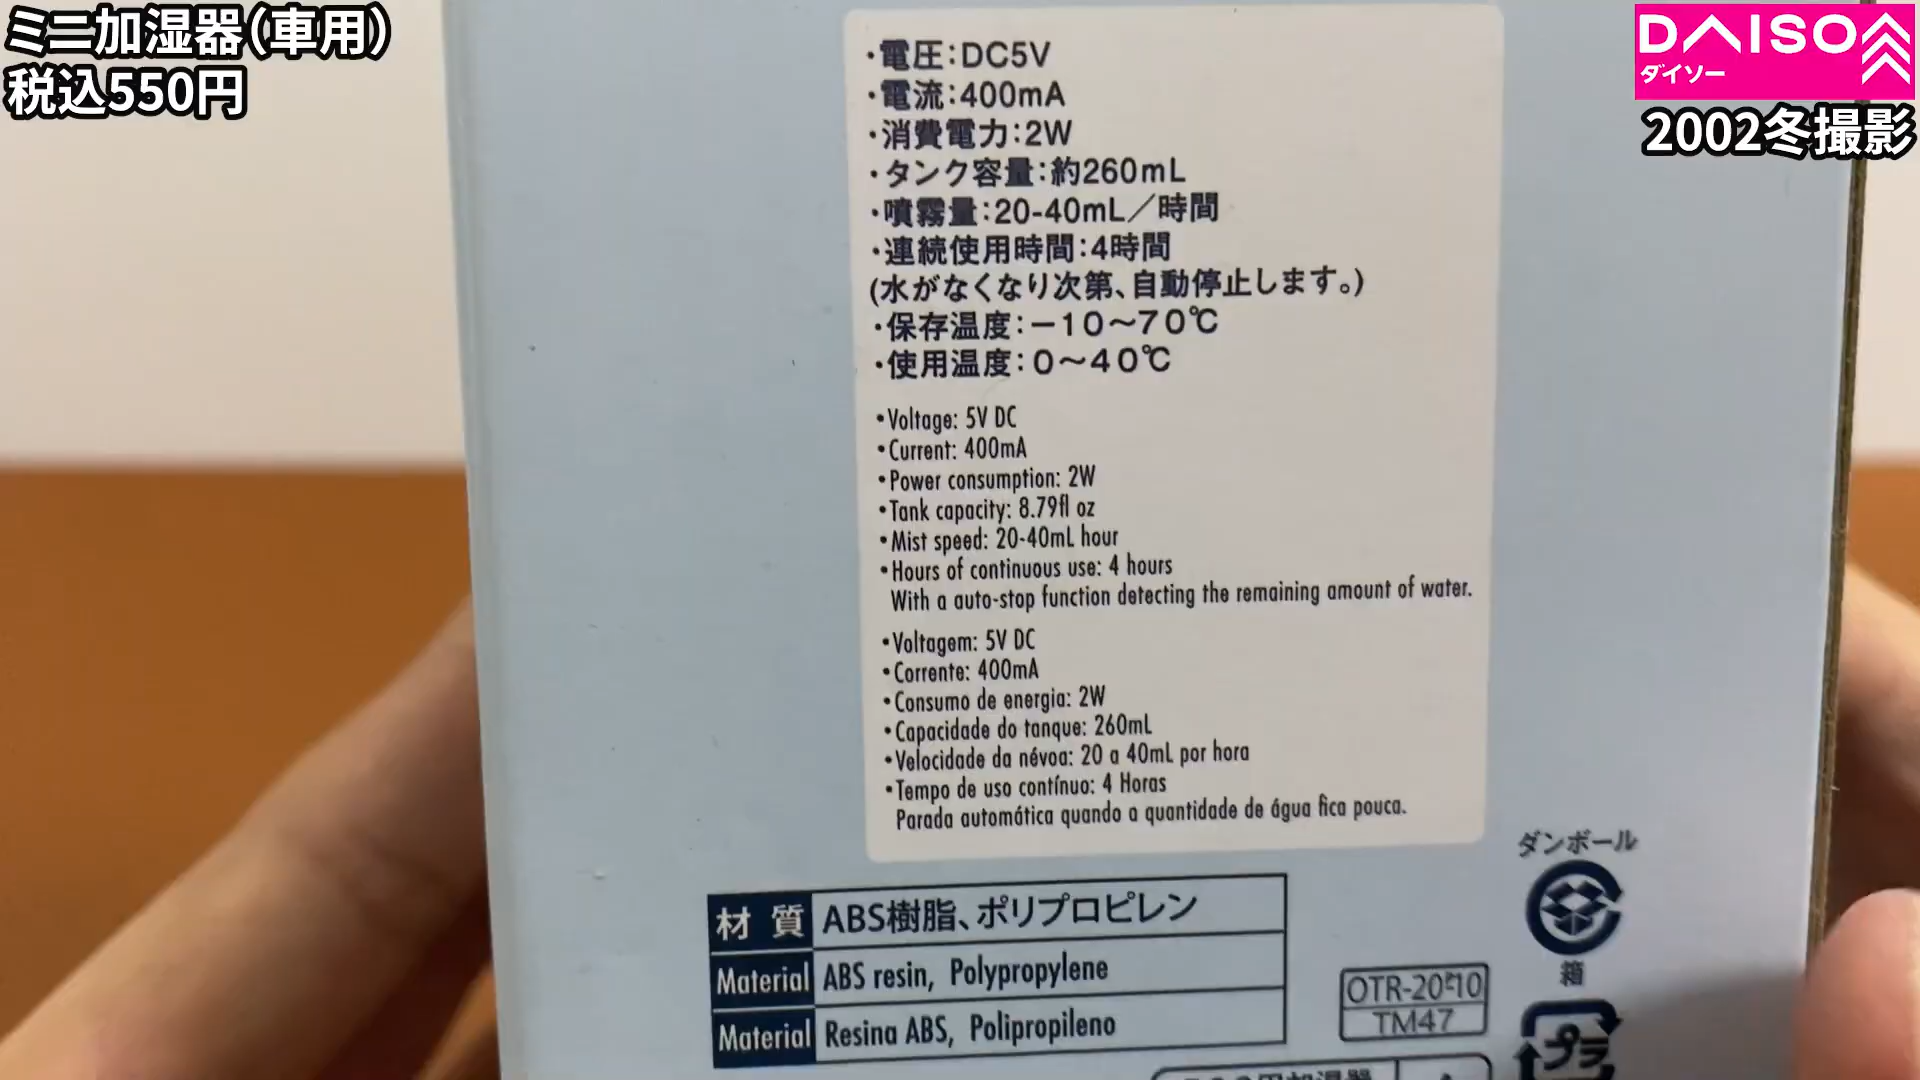 ミニ加湿器（車用）
税込550円
DAISO
ダイソー
2002冬撮影
・電圧：DC5V
・電流：400mA
・消費電力：2W
・タンク容量：約260mL
・噴霧量：20-40mL／時間
・連続使用時間：4時間
(水がなくなり次第、自動停止します。)
・保存温度：－10～70℃
・使用温度：0～40℃
•Voltage: 5V DC
•Current: 400mA
•Power consumption: 2W
•Tank capacity: 8.79fl oz
•Mist speed: 20-40mL hour
•Hours of continuous use: 4 hours
With a auto-stop function detecting the remaining amount of water.
•Voltagem: 5V DC
•Corrente: 400mA
•Consumo de energia: 2W
•Capacidade do tanque: 260mL
•Velocidade da névoa: 20 a 40mL por hora
•Tempo de uso contínuo: 4 Horas
Parada automática quando a quantidade de água fica pouca.
材質 ABS樹脂、ポリプロピレン
Material ABS resin, Polypropylene
Material Resina ABS, Polipropileno
ダンボール
箱
TM47
プラ